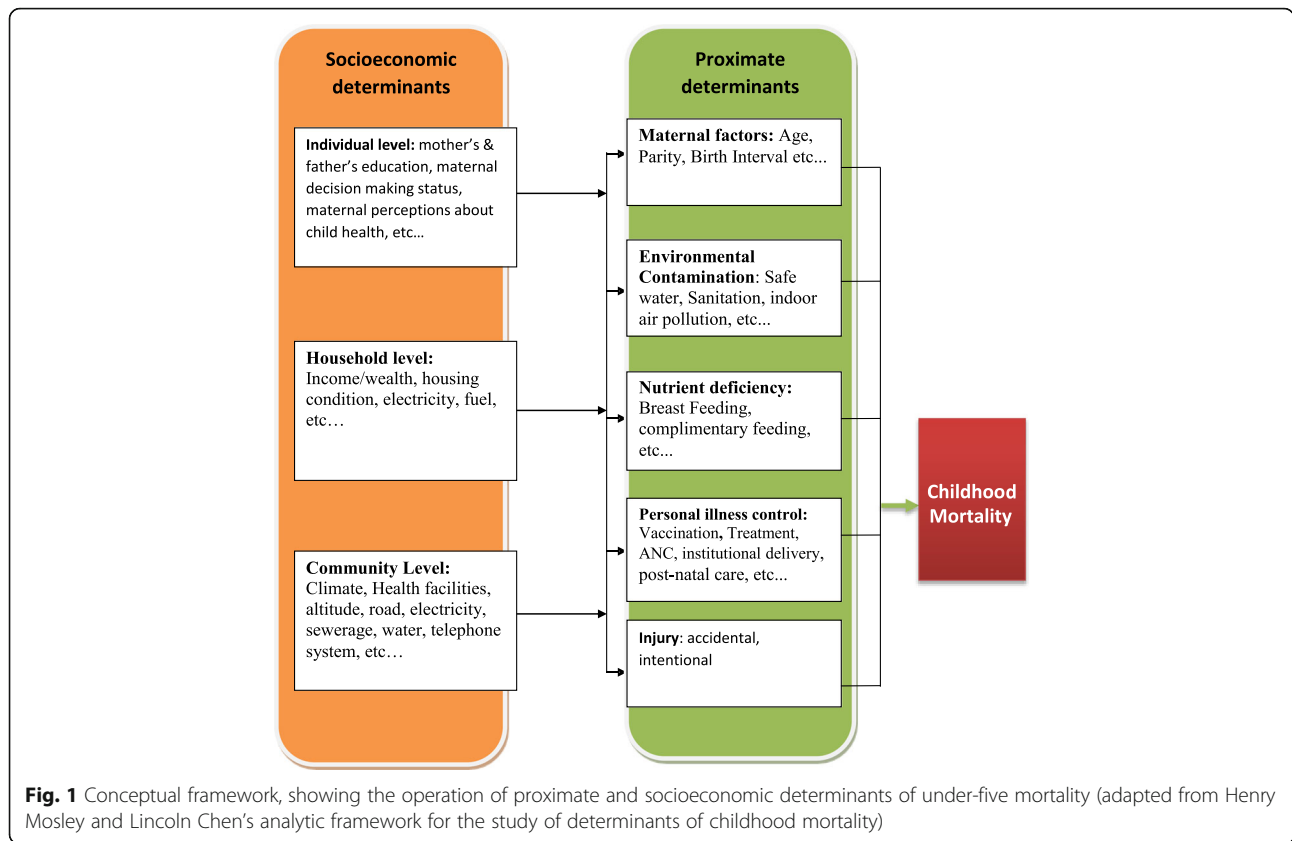 Socioeconomic
determinants
Individual level: mother's &
father's education, maternal
decision making status,
maternal perceptions about
child health, etc…
Household level:
Income/wealth, housing
condition, electricity, fuel,
etc…
Community Level:
Climate, Health facilities,
altitude, road, electricity,
sewerage, water, telephone
system, etc…
Proximate
determinants
Maternal factors: Age,
Parity, Birth Interval etc...
Environmental
Contamination: Safe
water, Sanitation, indoor
air pollution, etc...
Nutrient deficiency:
Breast Feeding,
complimentary feeding,
etc...
Personal illness control:
Vaccination, Treatment,
ANC, institutional delivery,
post-natal care, etc...
Injury: accidental,
intentional
Childhood
Mortality
Fig. 1 Conceptual framework, showing the operation of proximate and socioeconomic determinants of under-five mortality (adapted from Henry
Mosley and Lincoln Chen's analytic framework for the study of determinants of childhood mortality)